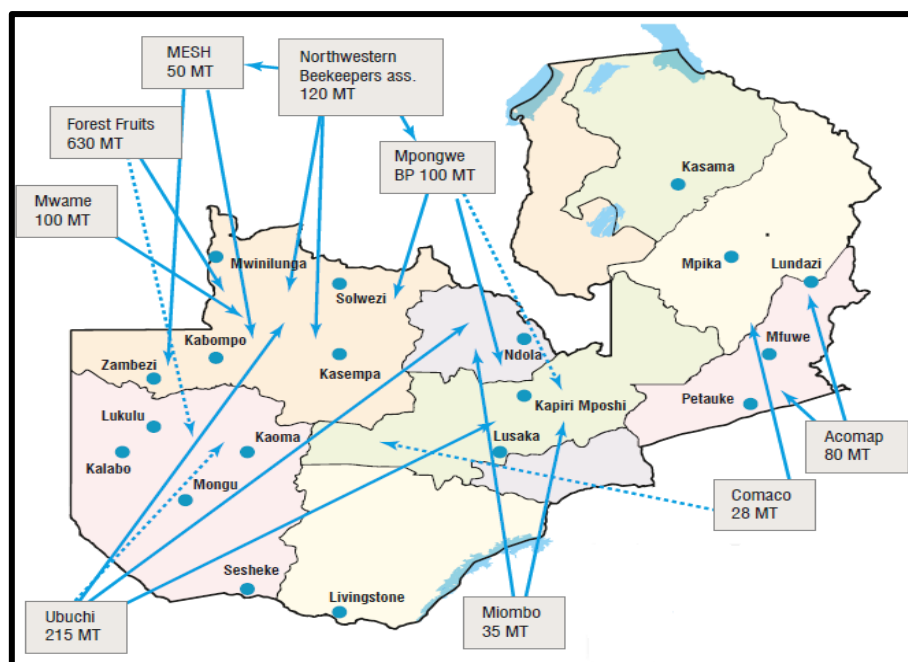 MESH
50 MT
Northwestern
Beekeepers ass.
120 MT
Forest Fruits
630 MT
Mpongwe
BP 100 MT
Mwame
100 MT
Kasama
Mwinilunga
Mpika
Lundazi
Solwezi
Kabompo
Ndola
Mfuwe
Zambezi
Kasempa
Kapiri Mposhi
Petauke
Lukulu
Kaoma
Lusaka
Acomap
80 MT
Kalabo
Mongu
Comaco
28 MT
Sesheke
Livingstone
Ubuchi
215 MT
Miombo
35 MT